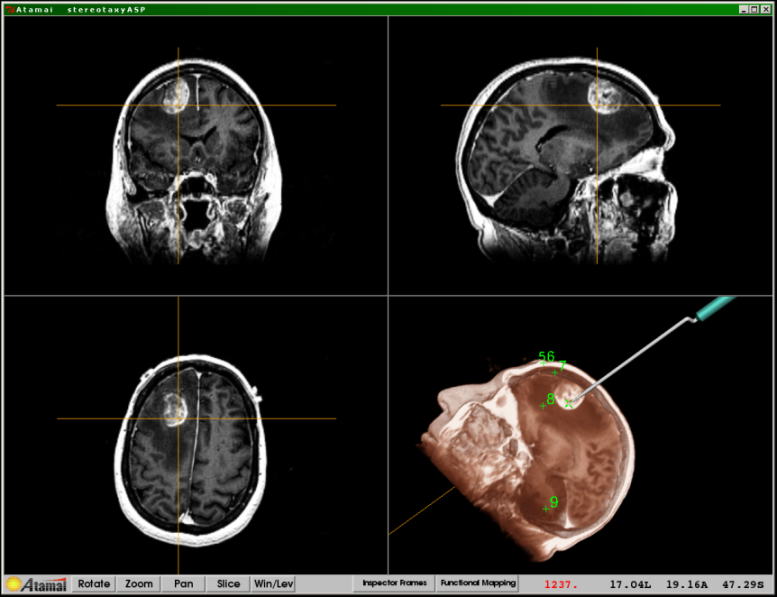 Atamai stereotaxyASP
56
7
8
9
Atamai Rotate Zoom Pan Slice Win/Lev Inspector Frames Functional Mapping 1237. 17.04L 19.16A 47.29S